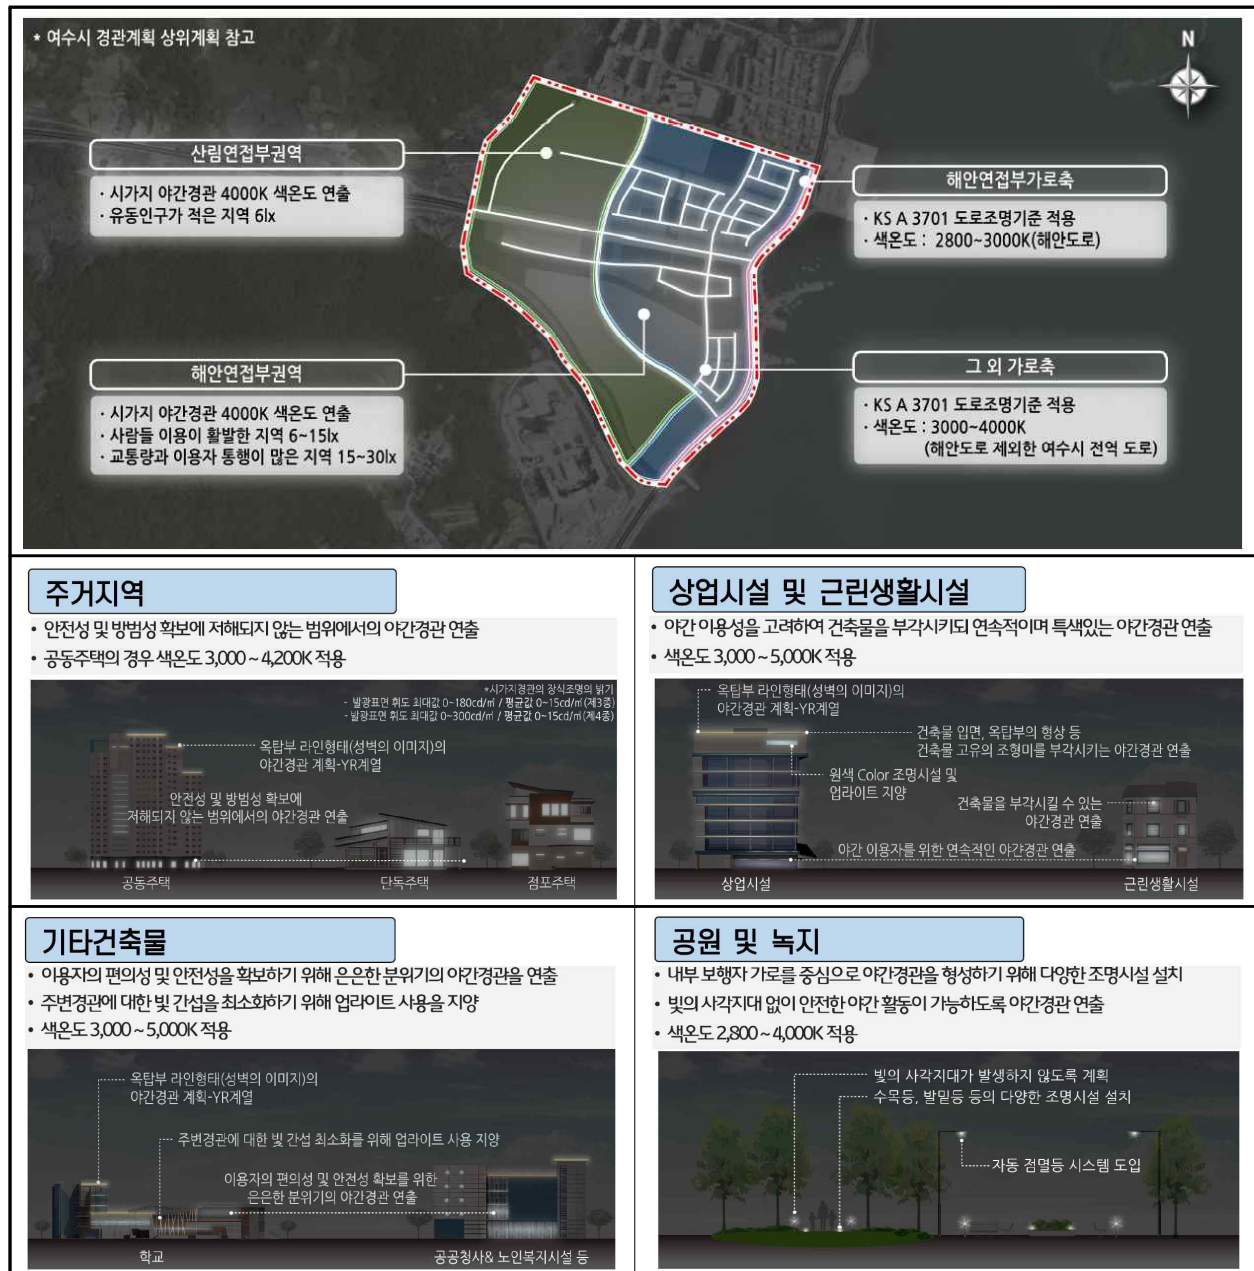 * 여수시 경관계획 상위계획 참고
N
산림연접부권역
· 시가지 야간경관 4000K 색온도 연출
· 유동인구가 적은 지역 6lx
해안연접부가로축
· KS A 3701 도로조명기준 적용
· 색온도 : 2800~3000K(해안도로)
해안연접부권역
· 시가지 야간경관 4000K 색온도 연출
· 사람들 이용이 활발한 지역 6~15lx
· 교통량과 이용자 통행이 많은 지역 15~30lx
그 외 가로축
· KS A 3701 도로조명기준 적용
· 색온도 : 3000~4000K
(해안도로 제외한 여수시 전역 도로)
주거지역
• 안전성 및 방범성 확보에 저해되지 않는 범위에서의 야간경관 연출
• 공동주택의 경우 색온도 3,000 ~ 4,200K 적용
*시가지경관의 장식조명의 밝기
- 발광표면 휘도 최대값 0~180cd/㎡ / 평균값 0~15cd/㎡(제3종)
- 발광표면 휘도 최대값 0~300cd/㎡ / 평균값 0~15cd/㎡(제4종)
옥탑부 라인형태(성벽의 이미지)의
야간경관 계획-YR계열
안전성 및 방범성 확보에
저해되지 않는 범위에서의 야간경관 연출
공동주택
단독주택
점포주택
상업시설 및 근린생활시설
• 야간 이용성을 고려하여 건축물을 부각시키되 연속적이며 특색있는 야간경관 연출
• 색온도 3,000 ~ 5,000K 적용
옥탑부 라인형태(성벽의 이미지)의
야간경관 계획-YR계열
건축물 입면, 옥탑부의 형상 등
건축물 고유의 조형미를 부각시키는 야간경관 연출
원색 Color 조명시설 및
업라이트 지양
건축물을 부각시킬 수 있는
야간경관 연출
야간 이용자를 위한 연속적인 야간경관 연출
상업시설
근린생활시설
기타건축물
• 이용자의 편의성 및 안전성을 확보하기 위해 은은한 분위기의 야간경관을 연출
• 주변경관에 대한 빛 간섭을 최소화하기 위해 업라이트 사용을 지양
• 색온도 3,000 ~ 5,000K 적용
옥탑부 라인형태(성벽의 이미지)의
야간경관 계획-YR계열
주변경관에 대한 빛 간섭 최소화를 위해 업라이트 사용 지양
이용자의 편의성 및 안전성 확보를 위한
은은한 분위기의 야간경관 연출
학교
공공청사& 노인복지시설 등
공원 및 녹지
• 내부 보행자 가로를 중심으로 야간경관을 형성하기 위해 다양한 조명시설 설치
• 빛의 사각지대 없이 안전한 야간 활동이 가능하도록 야간경관 연출
• 색온도 2,800 ~ 4,000K 적용
빛의 사각지대가 발생하지 않도록 계획
수목등, 발밑등 등의 다양한 조명시설 설치
자동 점멸등 시스템 도입